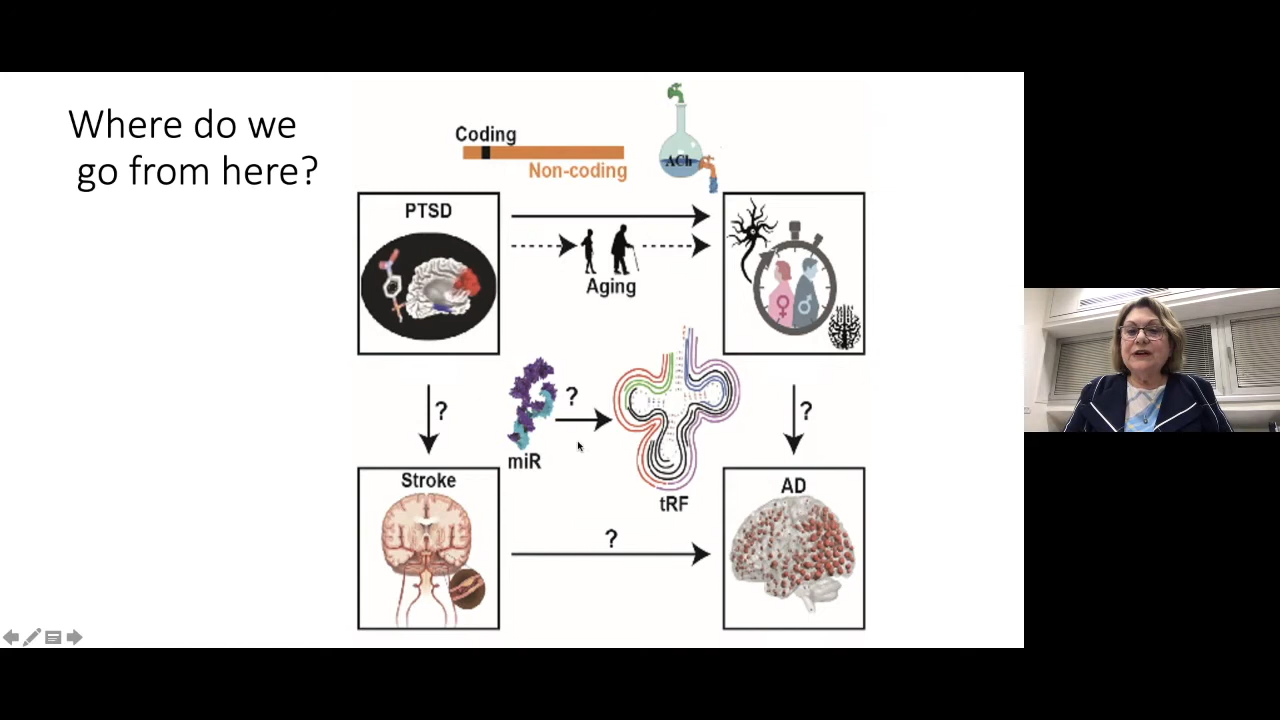 Where do we
go from here?
Coding
Non-coding
ACh
PTSD
Aging
?
miR
?
tRF
?
Stroke
?
AD